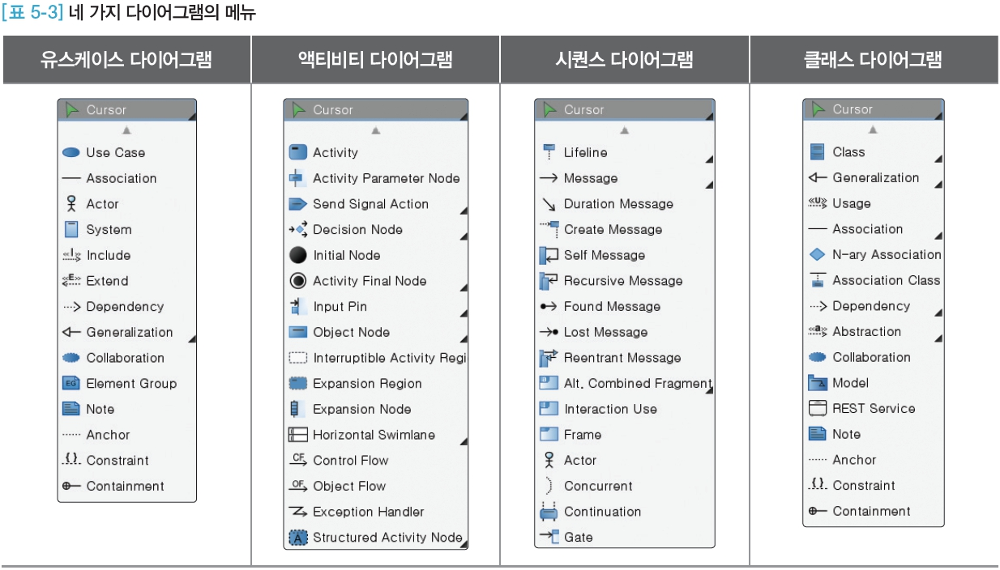 [표 5-3] 네 가지 다이어그램의 메뉴
유스케이스 다이어그램
Cursor
Use Case
Association
Actor
System
«I» Include
«E» Extend
Dependency
Generalization
Collaboration
EG Element Group
Note
Anchor
{} Constraint
Containment
액티비티 다이어그램
Cursor
Activity
Activity Parameter Node
Send Signal Action
Decision Node
Initial Node
Activity Final Node
Input Pin
Object Node
Interruptible Activity Regi
Expansion Region
Expansion Node
Horizontal Swimlane
CF Control Flow
OF Object Flow
Exception Handler
A Structured Activity Node
시퀀스 다이어그램
Cursor
Lifeline
Message
Duration Message
Create Message
Self Message
Recursive Message
Found Message
Lost Message
Reentrant Message
Alt. Combined Fragment
Interaction Use
Frame
Actor
Concurrent
Continuation
Gate
클래스 다이어그램
Cursor
Class
Generalization
«U» Usage
Association
N-ary Association
Association Class
Dependency
«a» Abstraction
Collaboration
Model
REST Service
Note
Anchor
{} Constraint
Containment